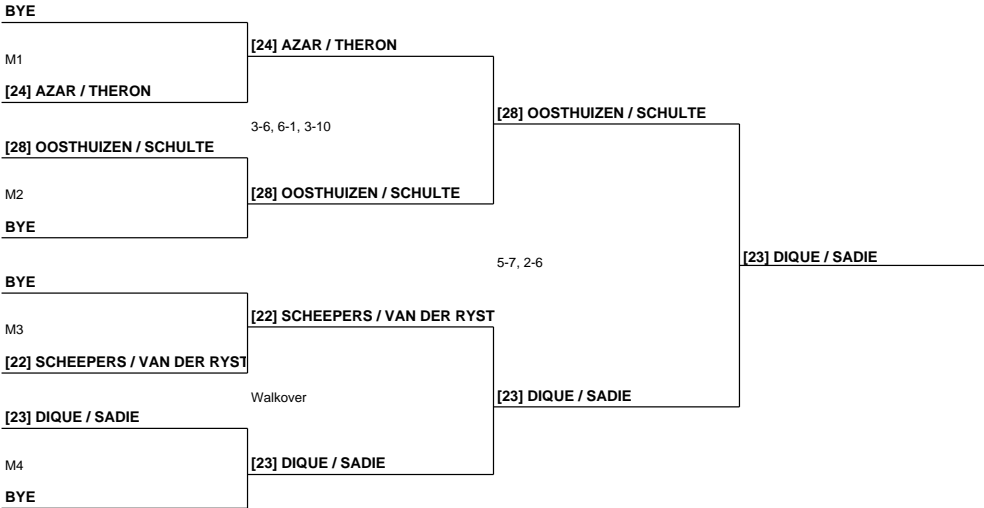 BYE
[24] AZAR / THERON
M1
[24] AZAR / THERON
[28] OOSTHUIZEN / SCHULTE
3-6, 6-1, 3-10
[28] OOSTHUIZEN / SCHULTE
M2
[28] OOSTHUIZEN / SCHULTE
BYE
5-7, 2-6
[23] DIQUE / SADIE
BYE
[22] SCHEEPERS / VAN DER RYST
M3
[22] SCHEEPERS / VAN DER RYST
Walkover
[23] DIQUE / SADIE
[23] DIQUE / SADIE
M4
[23] DIQUE / SADIE
BYE